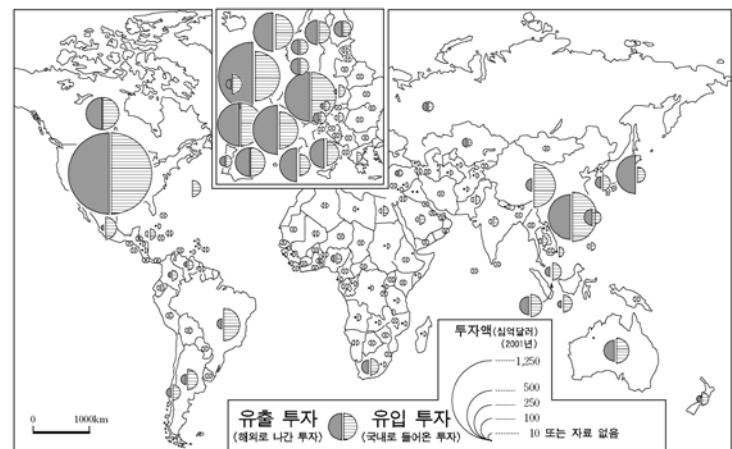 투자액(십억달러)
(2001년)
1,250
500
250
100
10 또는 자료 없음
0 1000km
유출 투자 유입 투자
(해외로 나간 투자) (국내로 들어온 투자)